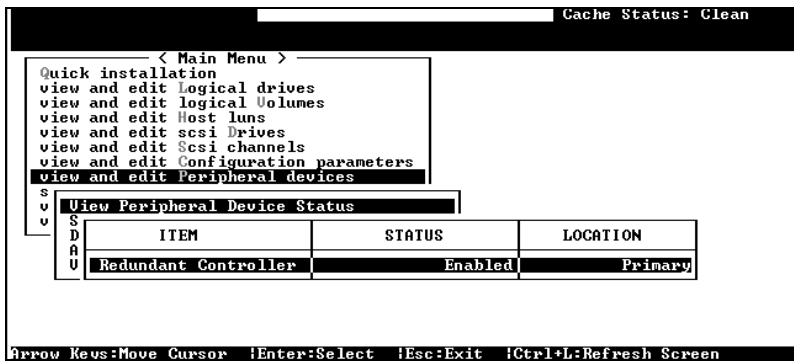 Cache Status: Clean
< Main Menu >
Quick installation
view and edit Logical drives
view and edit logical Volumes
view and edit Host luns
view and edit scsi Drives
view and edit Scsi channels
view and edit Configuration parameters
view and edit Peripheral devices
s
v View Peripheral Device Status
v S
D ITEM STATUS LOCATION
A
V Redundant Controller Enabled Primary
Arrow Keys:Move Cursor |Enter:Select |Esc:Exit |Ctrl+L:Refresh Screen